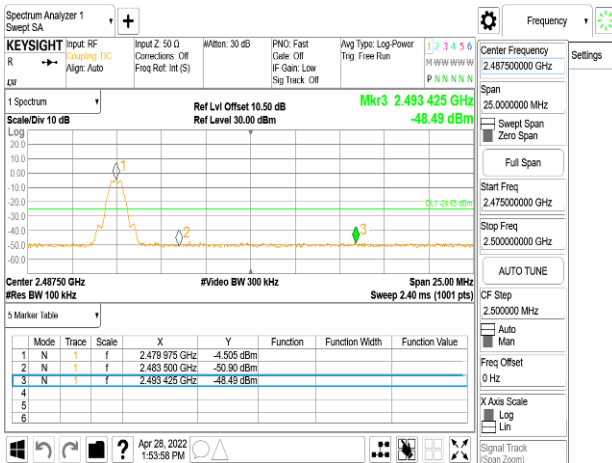 Spectrum Analyzer 1
Swept SA
Frequency
KEYSIGHT
R
Input: RF
Coupling: DC
Align: Auto
Input Z: 50 Ω
Corrections: Off
Freq Ref: Int (S)
#Atten: 30 dB
PNO: Fast
Gate: Off
IF Gain: Low
Sig Track: Off
Avg Type: Log-Power
Trig: Free Run
1 2 3 4 5 6
M W W W W W
P N N N N N
1 Spectrum
Scale/Div 10 dB
Ref Lvl Offset 10.50 dB
Ref Level 30.00 dBm
Mkr3 2.493 425 GHz
-48.49 dBm
Log
20.0
10.0
0.00
-10.0
-20.0
-30.0
-40.0
-50.0
-60.0
1
2
3
Center 2.48750 GHz
#Res BW 100 kHz
#Video BW 300 kHz
Span 25.00 MHz
Sweep 2.40 ms (1001 pts)
5 Marker Table
Mode Trace Scale X Y Function Function Width Function Value
1 N 1 f 2.479 975 GHz -4.505 dBm
2 N 1 f 2.483 500 GHz -50.90 dBm
3 N 1 f 2.493 425 GHz -48.49 dBm
4
5
6
Apr 28, 2022
1:53:58 PM
Center Frequency
2.487500000 GHz
Settings
Span
25.0000000 MHz
Swept Span
Zero Span
Full Span
Start Freq
2.475000000 GHz
Stop Freq
2.500000000 GHz
AUTO TUNE
CF Step
2.500000 MHz
Auto
Man
Freq Offset
0 Hz
X Axis Scale
Log
Lin
Signal Track
(Span Zoom)